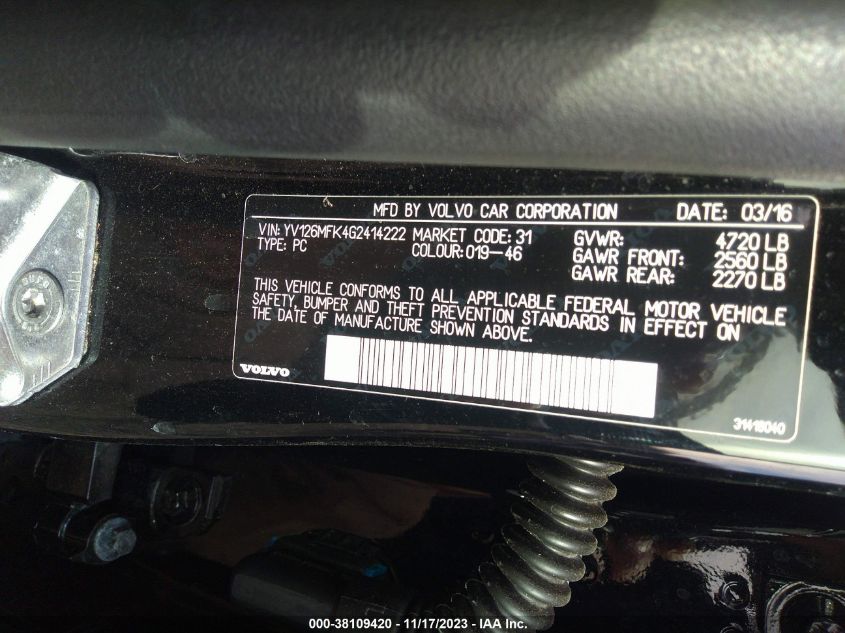 MFD BY VOLVO CAR CORPORATION DATE: 03/16
VIN: YV126MFK4G2414222 MARKET CODE: 31 GVWR: 4720 LB
TYPE: PC COLOUR: 019-46 GAWR FRONT: 2560 LB
GAWR REAR: 2270 LB
THIS VEHICLE CONFORMS TO ALL APPLICABLE FEDERAL MOTOR VEHICLE
SAFETY, BUMPER AND THEFT PREVENTION STANDARDS IN EFFECT ON
THE DATE OF MANUFACTURE SHOWN ABOVE.
VOLVO
31418040
000-38109420 - 11/17/2023 - IAA Inc.